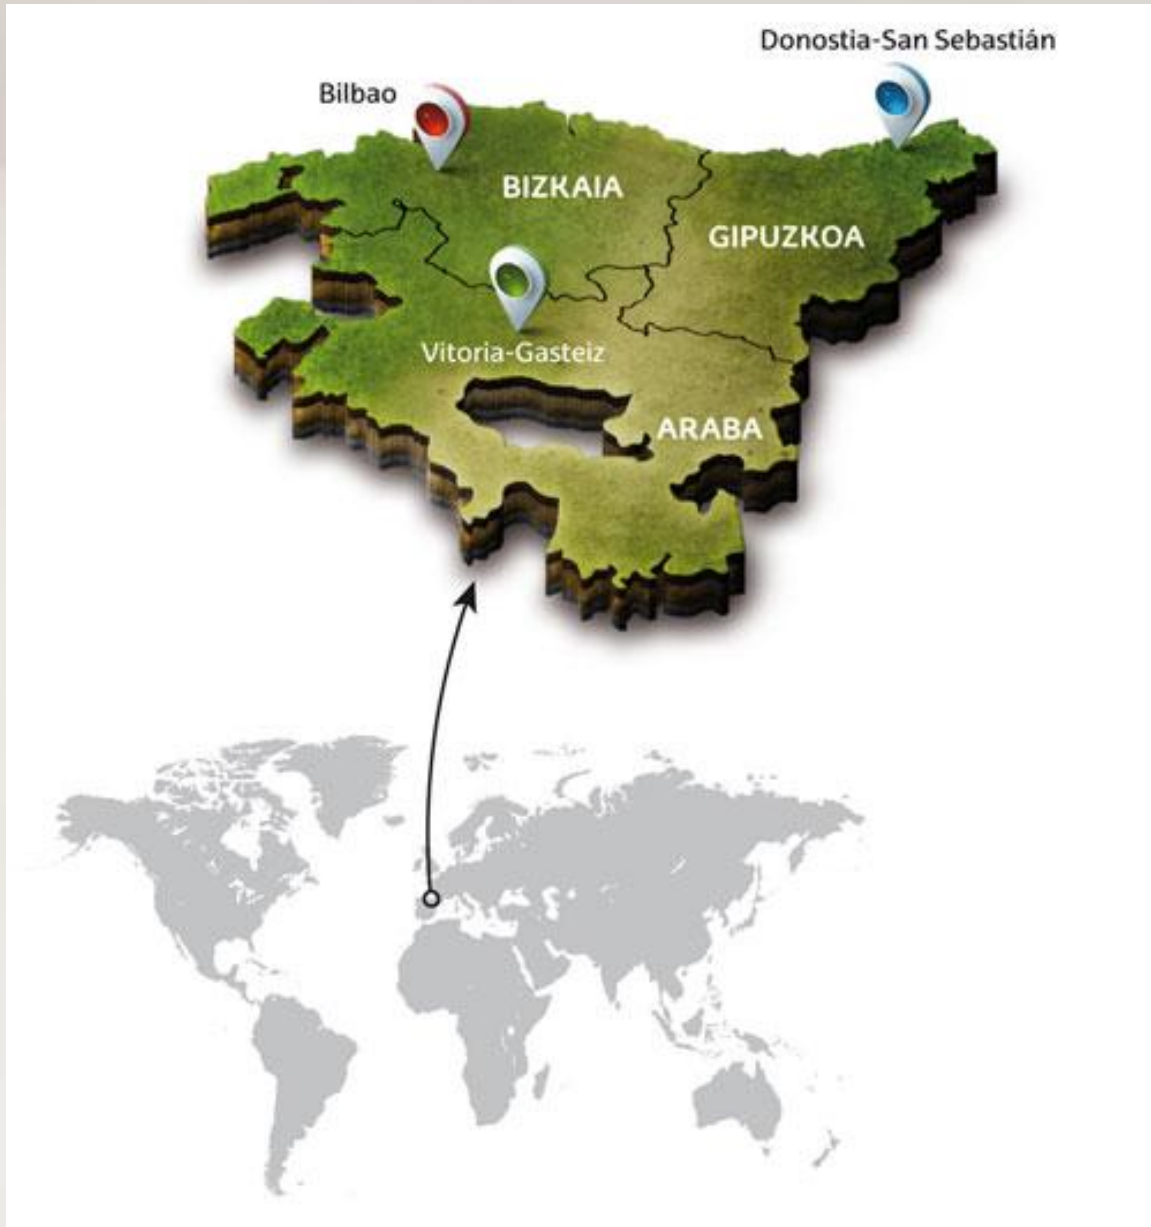 Donostia-San Sebastián
Bilbao
BIZKAIA
GIPUZKOA
Vitoria-Gasteiz
ARABA